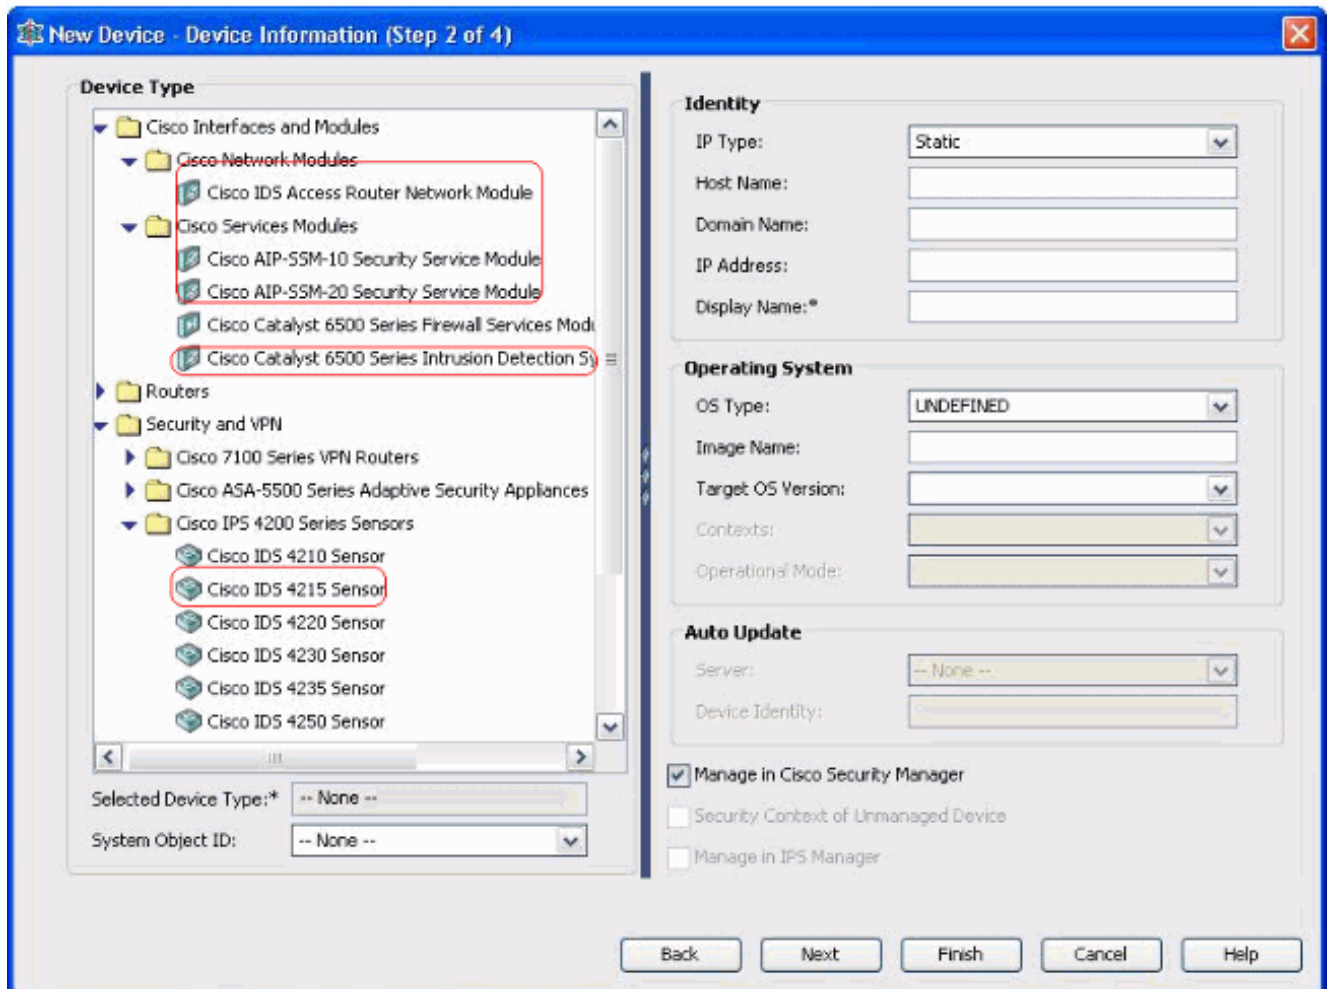 New Device - Device Information (Step 2 of 4)
Device Type
Cisco Interfaces and Modules
Cisco Network Modules
Cisco IDS Access Router Network Module
Cisco Services Modules
Cisco AIP-SSM-10 Security Service Module
Cisco AIP-SSM-20 Security Service Module
Cisco Catalyst 6500 Series Firewall Services Modu
Cisco Catalyst 6500 Series Intrusion Detection Sy
Routers
Security and VPN
Cisco 7100 Series VPN Routers
Cisco ASA-5500 Series Adaptive Security Appliances
Cisco IPS 4200 Series Sensors
Cisco IDS 4210 Sensor
Cisco IDS 4215 Sensor
Cisco IDS 4220 Sensor
Cisco IDS 4230 Sensor
Cisco IDS 4235 Sensor
Cisco IDS 4250 Sensor
Selected Device Type:* -- None --
System Object ID: -- None --
Identity
IP Type: Static
Host Name:
Domain Name:
IP Address:
Display Name:*
Operating System
OS Type: UNDEFINED
Image Name:
Target OS Version:
Contexts:
Operational Mode:
Auto Update
Server: -- None --
Device Identity:
Manage in Cisco Security Manager
Security Context of Unmanaged Device
Manage in IPS Manager
Back Next Finish Cancel Help